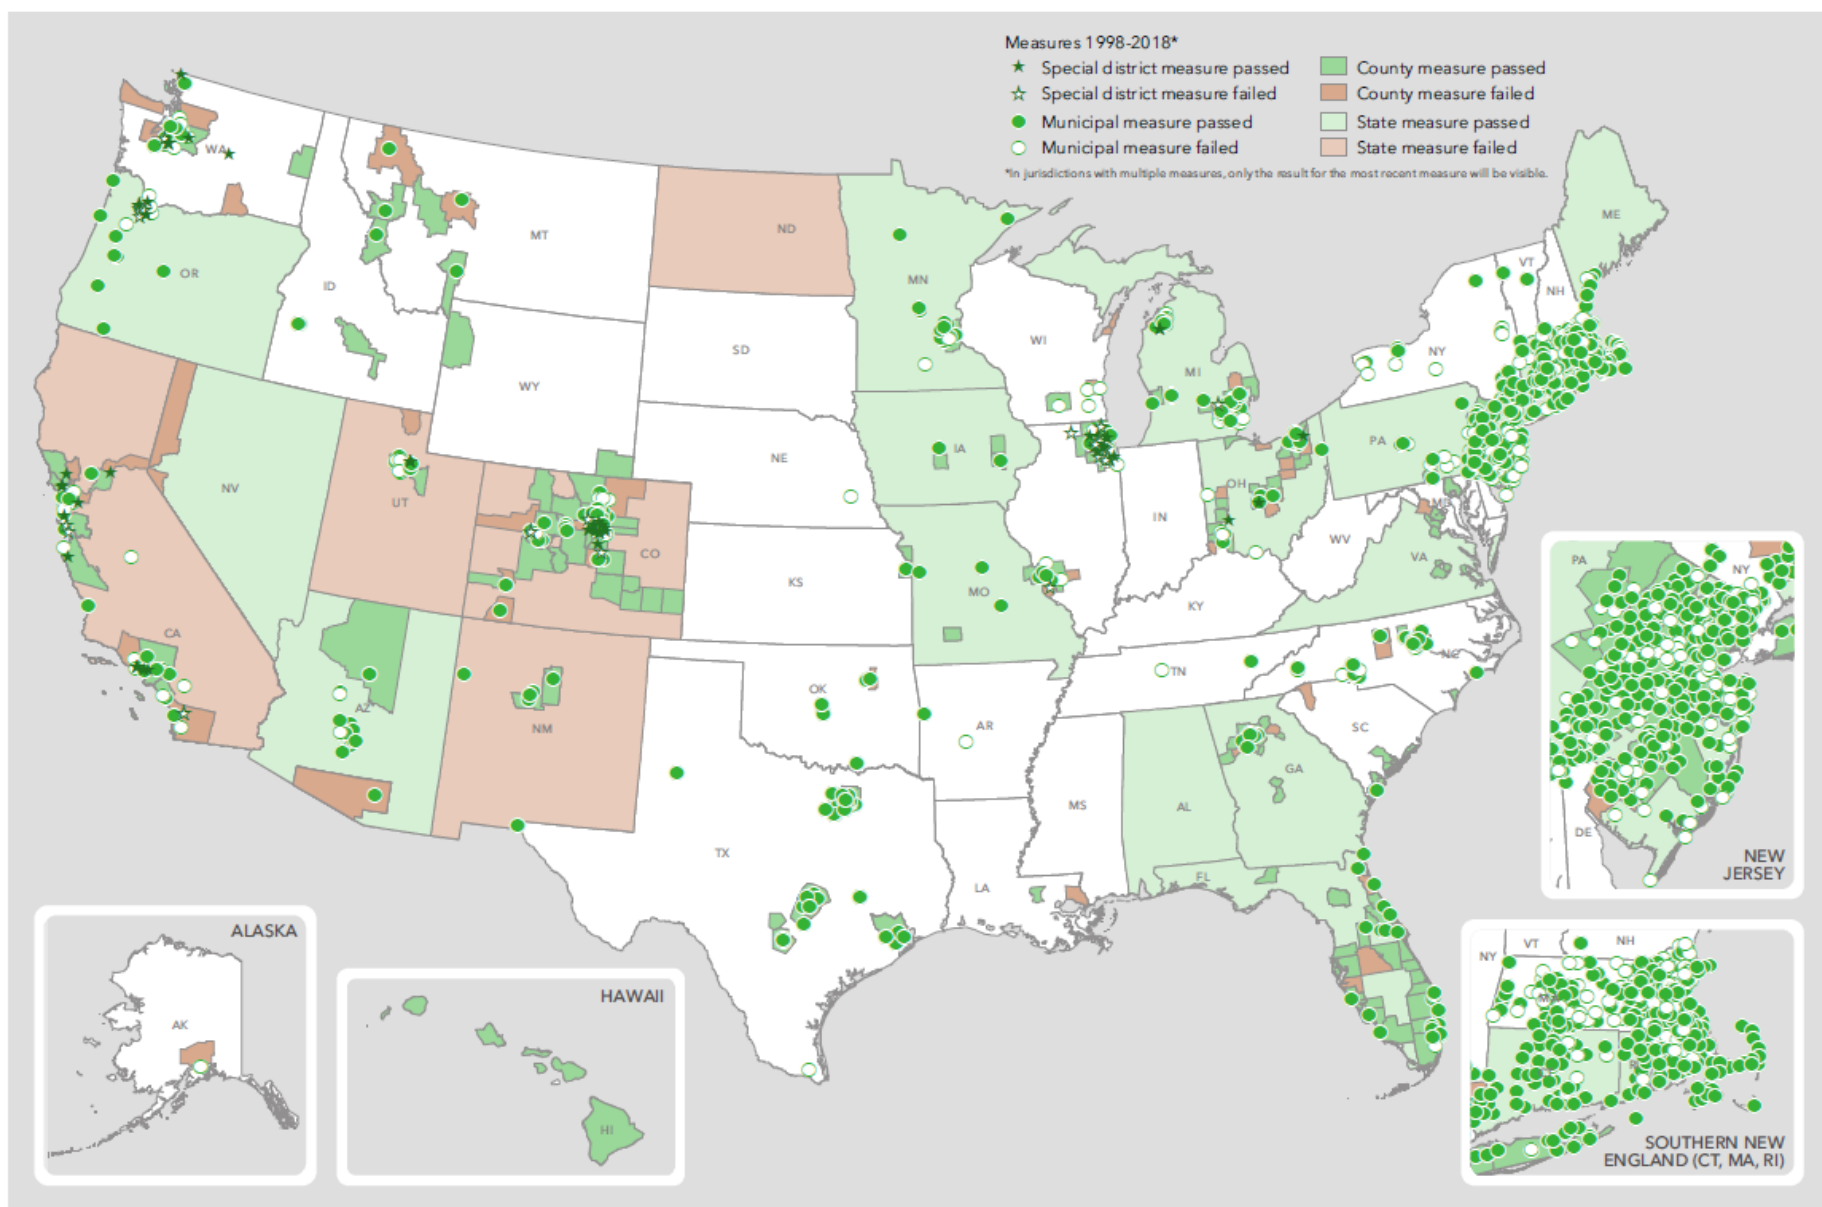 Measures 1998-2018*
Special district measure passed
Special district measure failed
Municipal measure passed
Municipal measure failed
County measure passed
County measure failed
State measure passed
State measure failed
*In jurisdictions with multiple measures, only the result for the most recent measure will be visible.
WA
MT
ND
OR
ID
MN
ME
VT
NH
SD
WI
NY
WY
MI
NE
IA
PA
NV
UT
OH
IN
CO
WV
KS
MO
VA
KY
CA
NC
TN
AZ
OK
NM
AR
SC
GA
MS
AL
TX
LA
FL
PA
NY
DE
NEW
JERSEY
ALASKA
AK
HAWAII
HI
NY
VT
NH
SOUTHERN NEW
ENGLAND (CT, MA, RI)